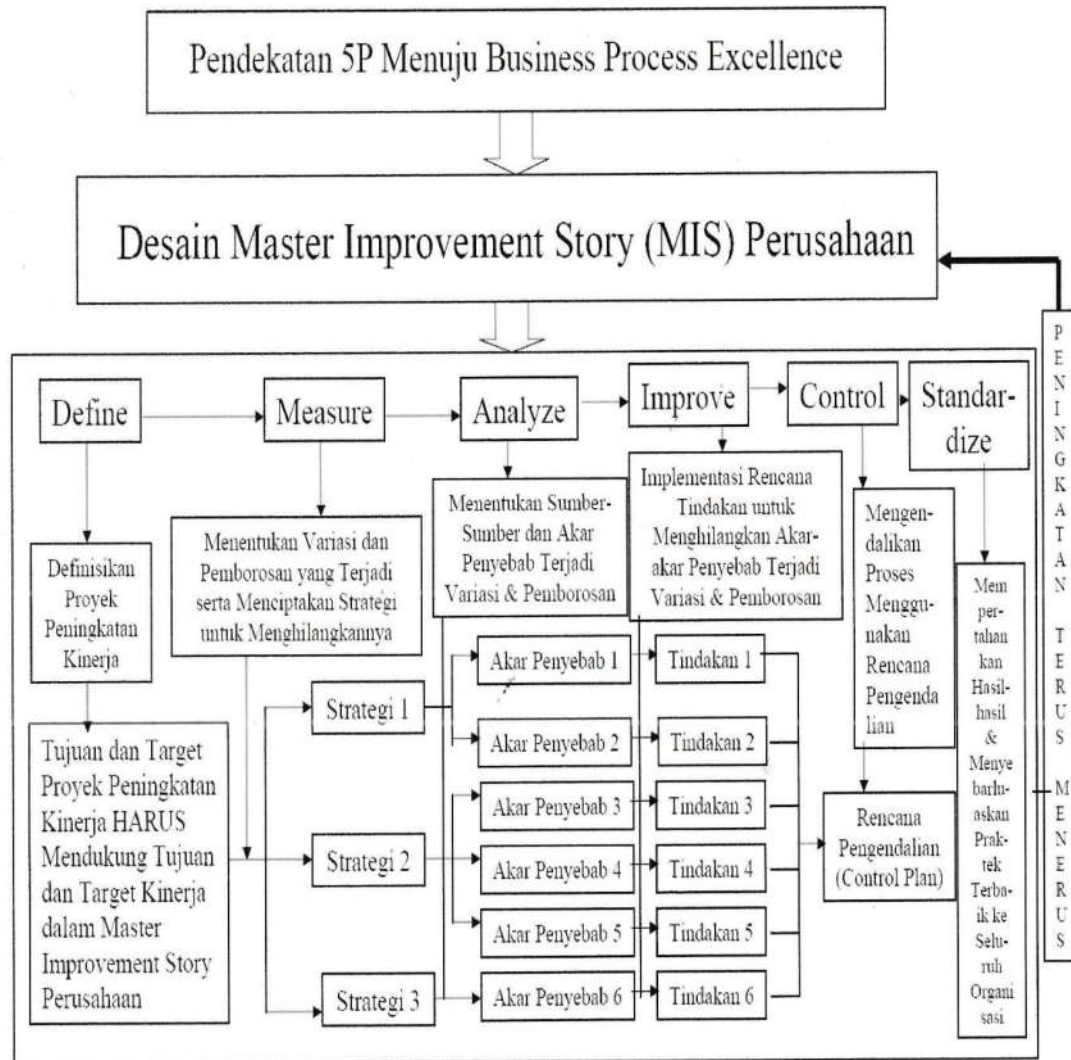 Pendekatan 5P Menuju Business Process Excellence
Desain Master Improvement Story (MIS) Perusahaan
Define
Measure
Analyze
Improve
Control
Standar-
dize
Definisikan
Proyek
Peningkatan
Kinerja
Menentukan Variasi dan
Pemborosan yang Terjadi
serta Menciptakan Strategi
untuk Menghilangkannya
Menentukan Sumber-
Sumber dan Akar
Penyebab Terjadi
Variasi & Pemborosan
Implementasi Rencana
Tindakan untuk
Menghilangkan Akar-
akar Penyebab Terjadi
Variasi & Pemborosan
Mengen-
dalikan
Proses
Menggu-
nakan
Rencana
Pengenda
lian
Mem
per-
tahan
kan
Hasil-
hasil
&
Menye
barlu-
askan
Prak-
tek
Terba-
ik ke
Selu-
ruh
Organi
sasi
Tujuan dan Target
Proyek Peningkatan
Kinerja HARUS
Mendukung Tujuan
dan Target Kinerja
dalam Master
Improvement Story
Perusahaan
Strategi 1
Strategi 2
Strategi 3
Akar Penyebab 1
Akar Penyebab 2
Akar Penyebab 3
Akar Penyebab 4
Akar Penyebab 5
Akar Penyebab 6
Tindakan 1
Tindakan 2
Tindakan 3
Tindakan 4
Tindakan 5
Tindakan 6
Rencana
Pengendalian
(Control Plan)
PENINGKATAN TERUS MENERUS